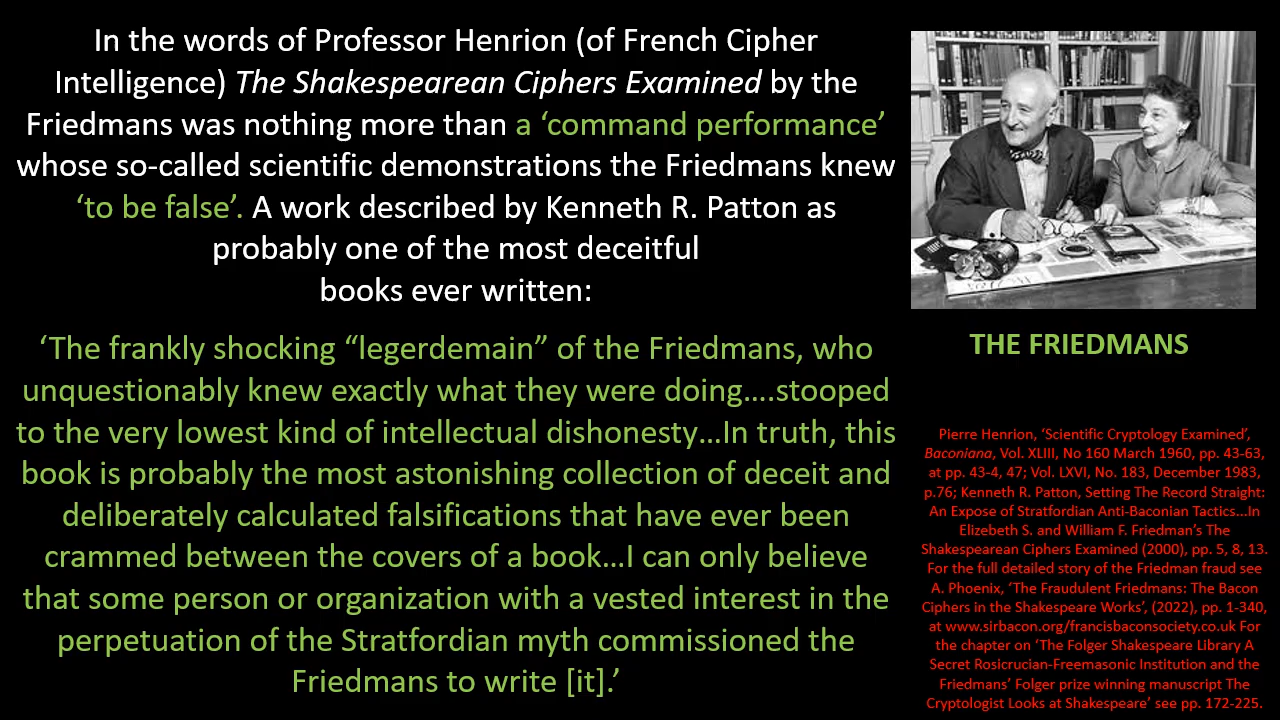 In the words of Professor Henrion (of French Cipher
Intelligence) The Shakespearean Ciphers Examined by the
Friedmans was nothing more than a ‘command performance’
whose so-called scientific demonstrations the Friedmans knew
‘to be false’. A work described by Kenneth R. Patton as
probably one of the most deceitful
books ever written:
‘The frankly shocking “legerdemain” of the Friedmans, who
unquestionably knew exactly what they were doing….stooped
to the very lowest kind of intellectual dishonesty…In truth, this
book is probably the most astonishing collection of deceit and
deliberately calculated falsifications that have ever been
crammed between the covers of a book…I can only believe
that some person or organization with a vested interest in the
perpetuation of the Stratfordian myth commissioned the
Friedmans to write [it].’
THE FRIEDMANS
Pierre Henrion, ‘Scientific Cryptology Examined’,
Baconiana, Vol. XLIII, No 160 March 1960, pp. 43-63,
at pp. 43-4, 47; Vol. LXVI, No. 183, December 1983,
p.76; Kenneth R. Patton, Setting The Record Straight:
An Expose of Stratfordian Anti-Baconian Tactics...In
Elizebeth S. and William F. Friedman’s The
Shakespearean Ciphers Examined (2000), pp. 5, 8, 13.
For the full detailed story of the Friedman fraud see
A. Phoenix, ‘The Fraudulent Friedmans: The Bacon
Ciphers in the Shakespeare Works’, (2022), pp. 1-340,
at www.sirbacon.org/francisbaconsociety.co.uk For
the chapter on ‘The Folger Shakespeare Library A
Secret Rosicrucian-Freemasonic Institution and the
Friedmans’ Folger prize winning manuscript The
Cryptologist Looks at Shakespeare’ see pp. 172-225.